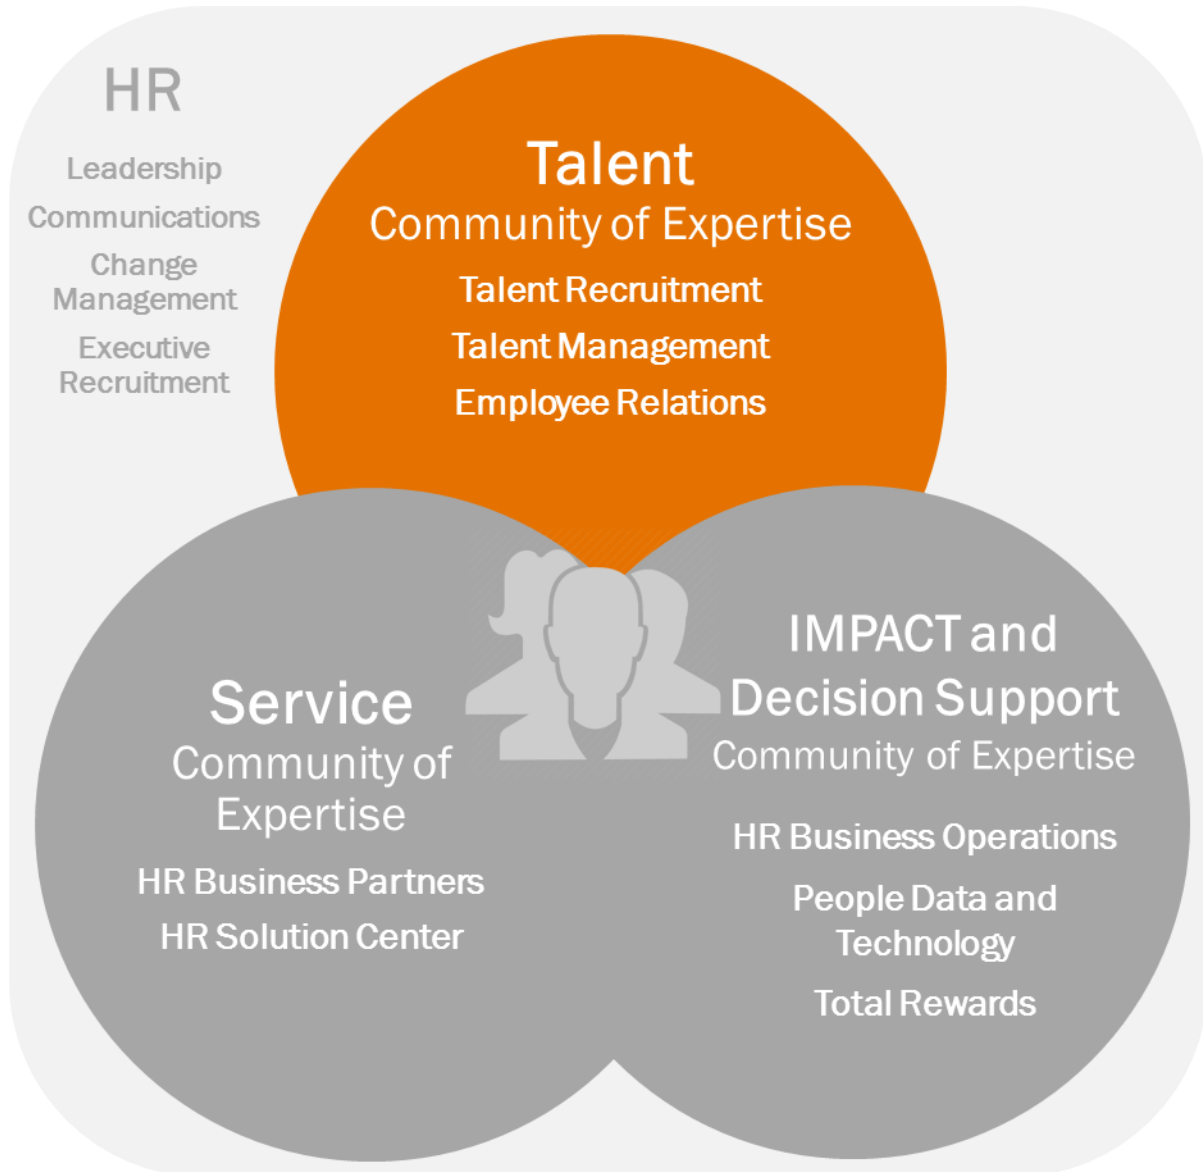 HR
Leadership
Communications
Change
Management
Executive
Recruitment
Talent
Community of Expertise
Talent Recruitment
Talent Management
Employee Relations
Service
Community of
Expertise
HR Business Partners
HR Solution Center
IMPACT and
Decision Support
Community of Expertise
HR Business Operations
People Data and
Technology
Total Rewards